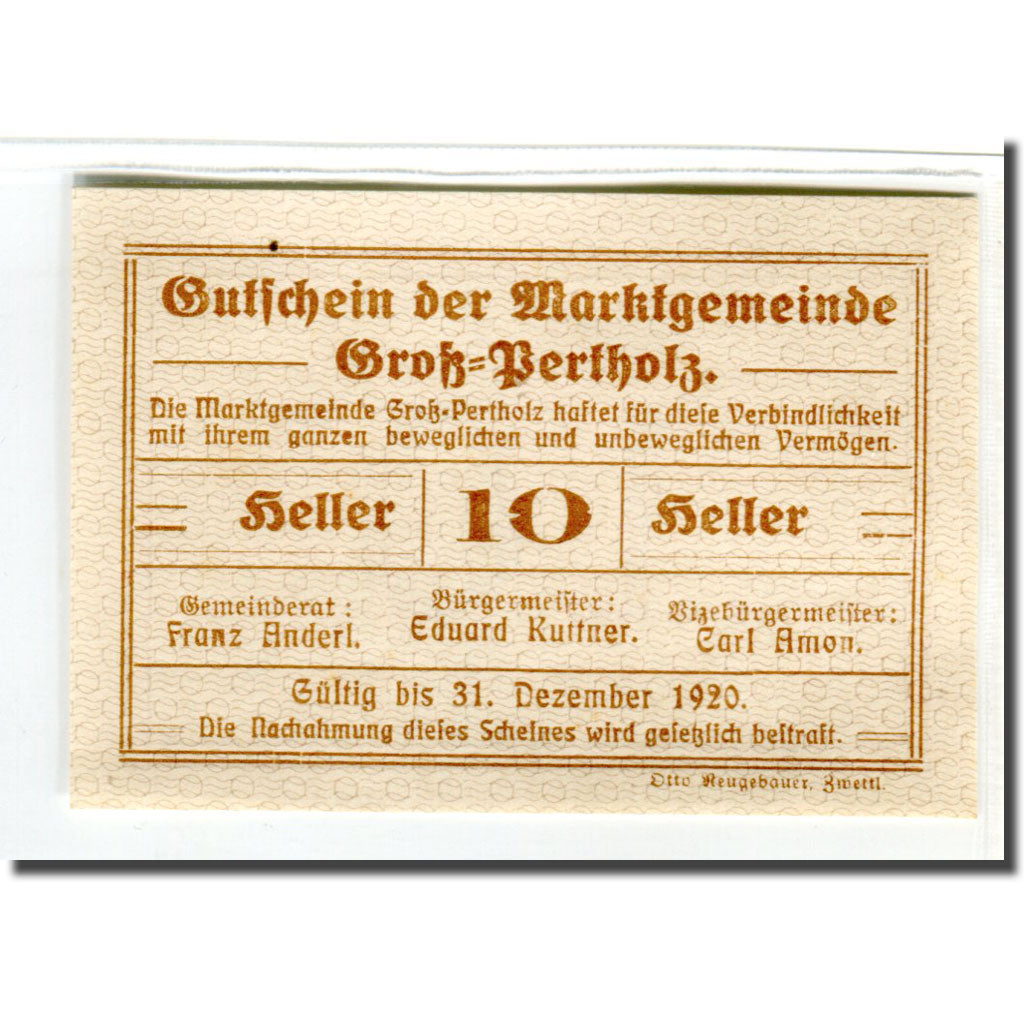 Gutschein der Marktgemeinde
Groß-Pertholz.
Die Marktgemeinde Groß-Pertholz haftet für diese Verbindlichkeit
mit ihrem ganzen beweglichen und unbeweglichen Vermögen.
Heller 10 Heller
Gemeinderat: Bürgermeister: Vizebürgermeister:
Franz Anderl. Eduard Kuttner. Carl Amon.
Gültig bis 31. Dezember 1920.
Die Nachahmung dieses Scheines wird gesetzlich bestraft.
Otto Neugebauer, Zwettl.